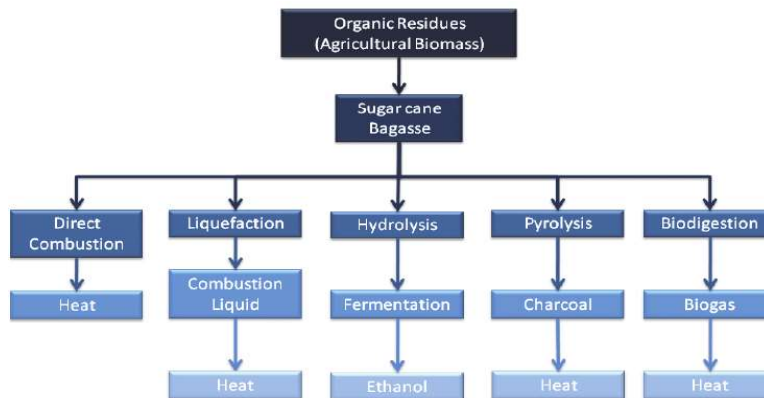 Organic Residues
(Agricultural Biomass)
Sugar cane
Bagasse
Direct
Combustion
Liquefaction
Hydrolysis
Pyrolysis
Biodigestion
Heat
Combustion
Liquid
Fermentation
Charcoal
Biogas
Heat
Ethanol
Heat
Heat